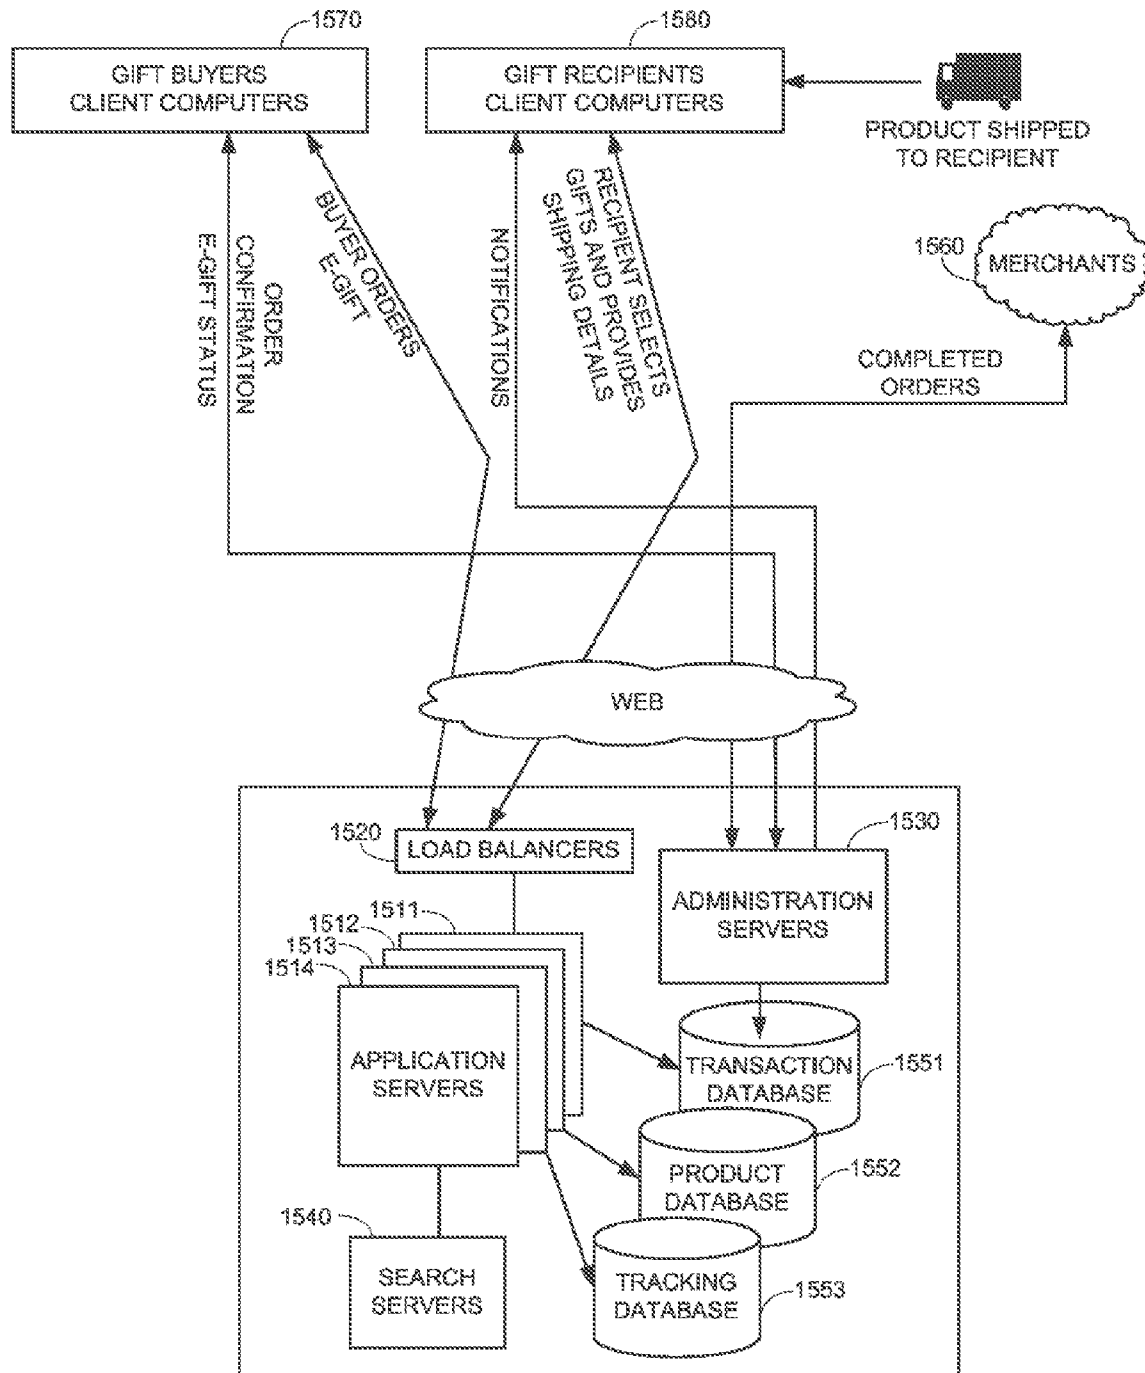 1570
GIFT BUYERS
CLIENT COMPUTERS
1580
GIFT RECIPIENTS
CLIENT COMPUTERS
PRODUCT SHIPPED
TO RECIPIENT
1560
MERCHANTS
COMPLETED
ORDERS
ORDER
CONFIRMATION
E-GIFT STATUS
BUYER ORDERS
E-GIFT
NOTIFICATIONS
RECIPIENT SELECTS
GIFTS AND PROVIDES
SHIPPING DETAILS
WEB
1520
LOAD BALANCERS
1530
ADMINISTRATION
SERVERS
1511
1512
1513
1514
APPLICATION
SERVERS
TRANSACTION
DATABASE
1551
PRODUCT
DATABASE
1552
1540
SEARCH
SERVERS
TRACKING
DATABASE
1553